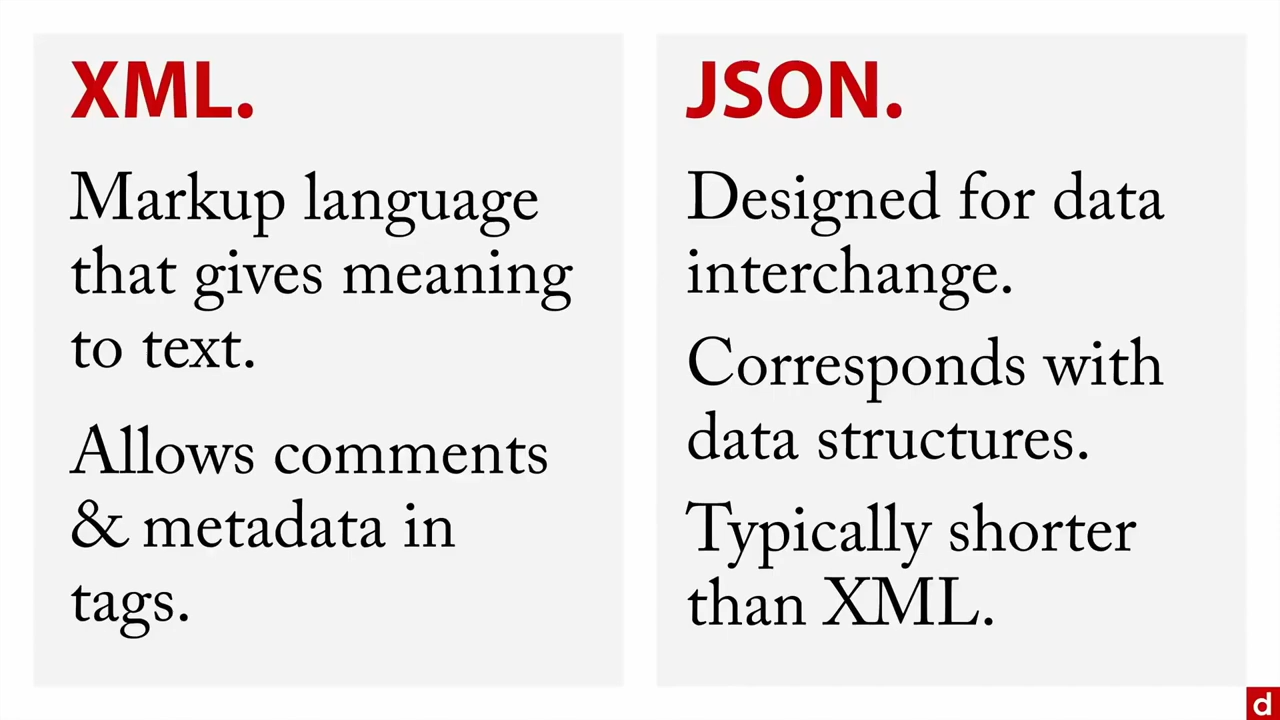 XML.
Markup language
that gives meaning
to text.
Allows comments
& metadata in
tags.
JSON.
Designed for data
interchange.
Corresponds with
data structures.
Typically shorter
than XML.
d